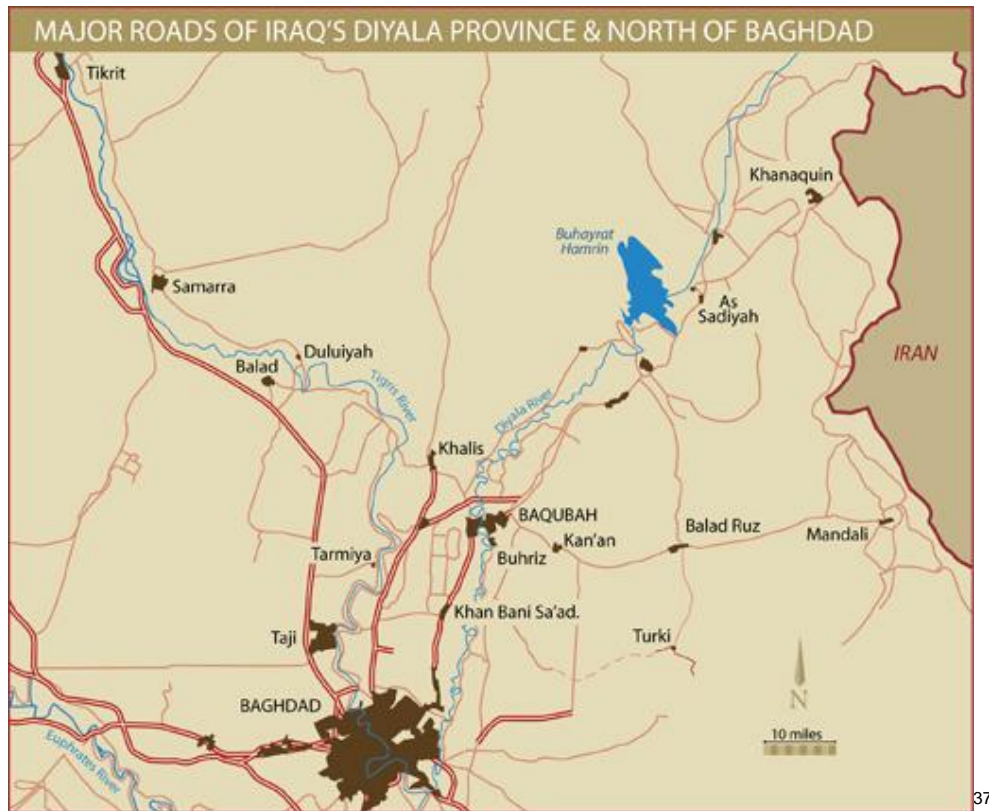 MAJOR ROADS OF IRAQ'S DIYALA PROVINCE & NORTH OF BAGHDAD
Tikrit
Khanaquin
Buhayrat
Hamrin
Samarra
As
Sadiyah
IRAN
Duluiyah
Balad
Tigris River
Diyala River
Khalis
BAQUBAH
Balad Ruz
Mandali
Kan'an
Tarmiya
Buhriz
Khan Bani Sa'ad.
Taji
Turki
N
BAGHDAD
10 miles
Euphrates River
37